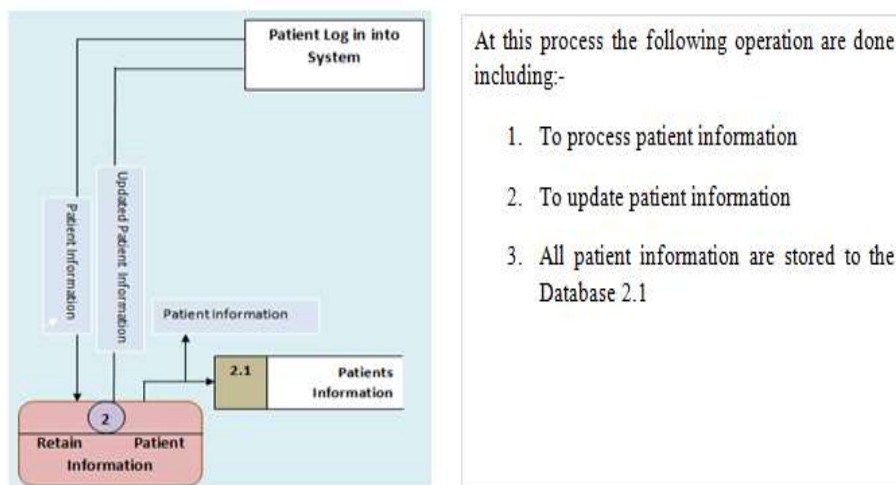 Patient Log in into
System
Patient Information
Updated Patient Information
Patient Information
2.1
Patients
Information
2
Retain Patient
Information
At this process the following operation are done
including:-
1. To process patient information
2. To update patient information
3. All patient information are stored to the
Database 2.1